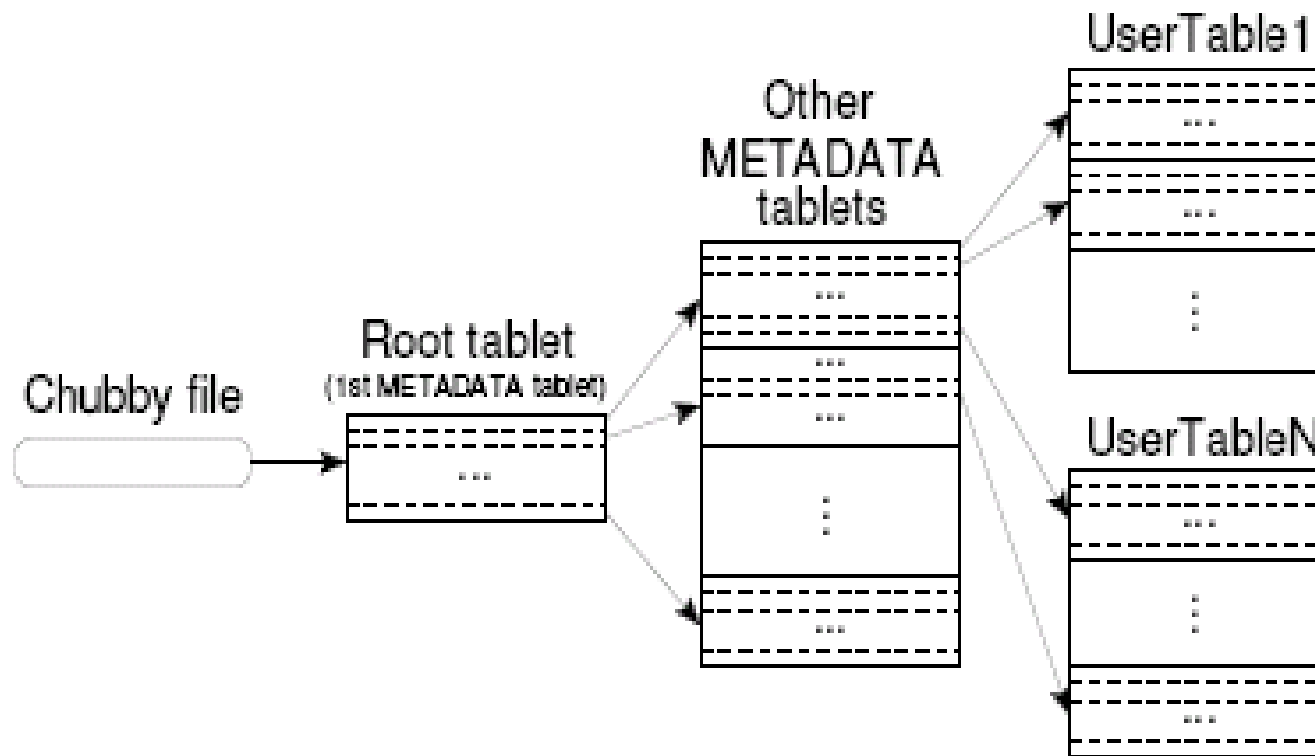 UserTable1
...
...
⋮
Other
METADATA
tablets
...
...
...
⋮
...
Root tablet
(1st METADATA tablet)
...
Chubby file
UserTableN
...
⋮
...